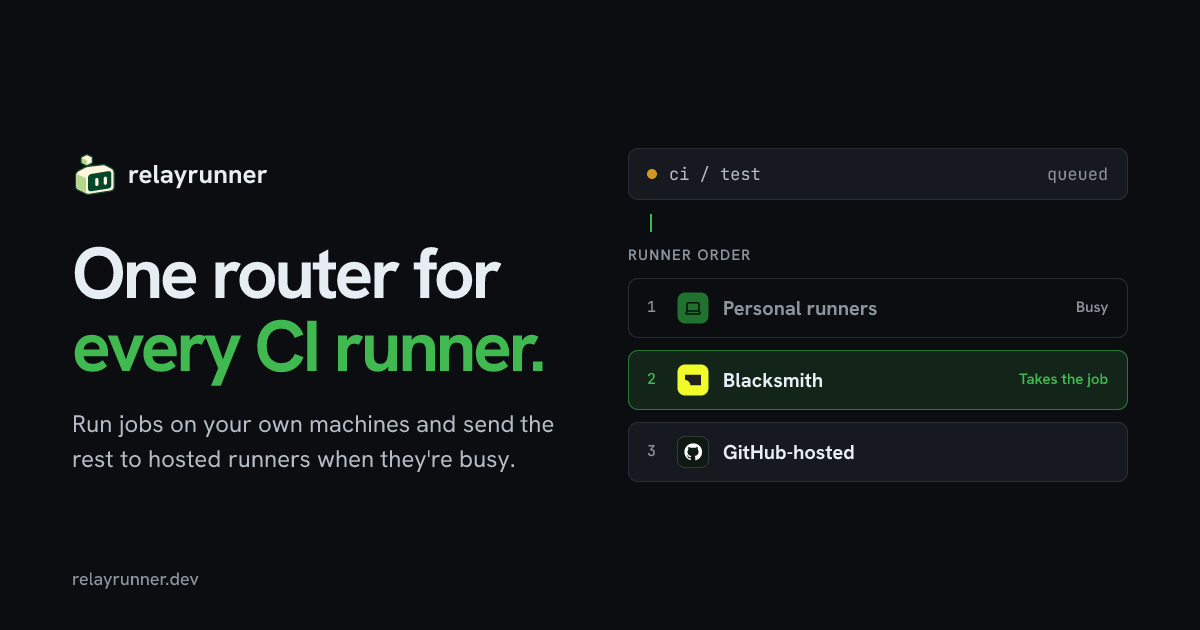 relayrunner
One router for
every CI runner.
Run jobs on your own machines and send the
rest to hosted runners when they're busy.
relayrunner.dev
ci / test queued
RUNNER ORDER
1 Personal runners Busy
2 Blacksmith Takes the job
3 GitHub-hosted